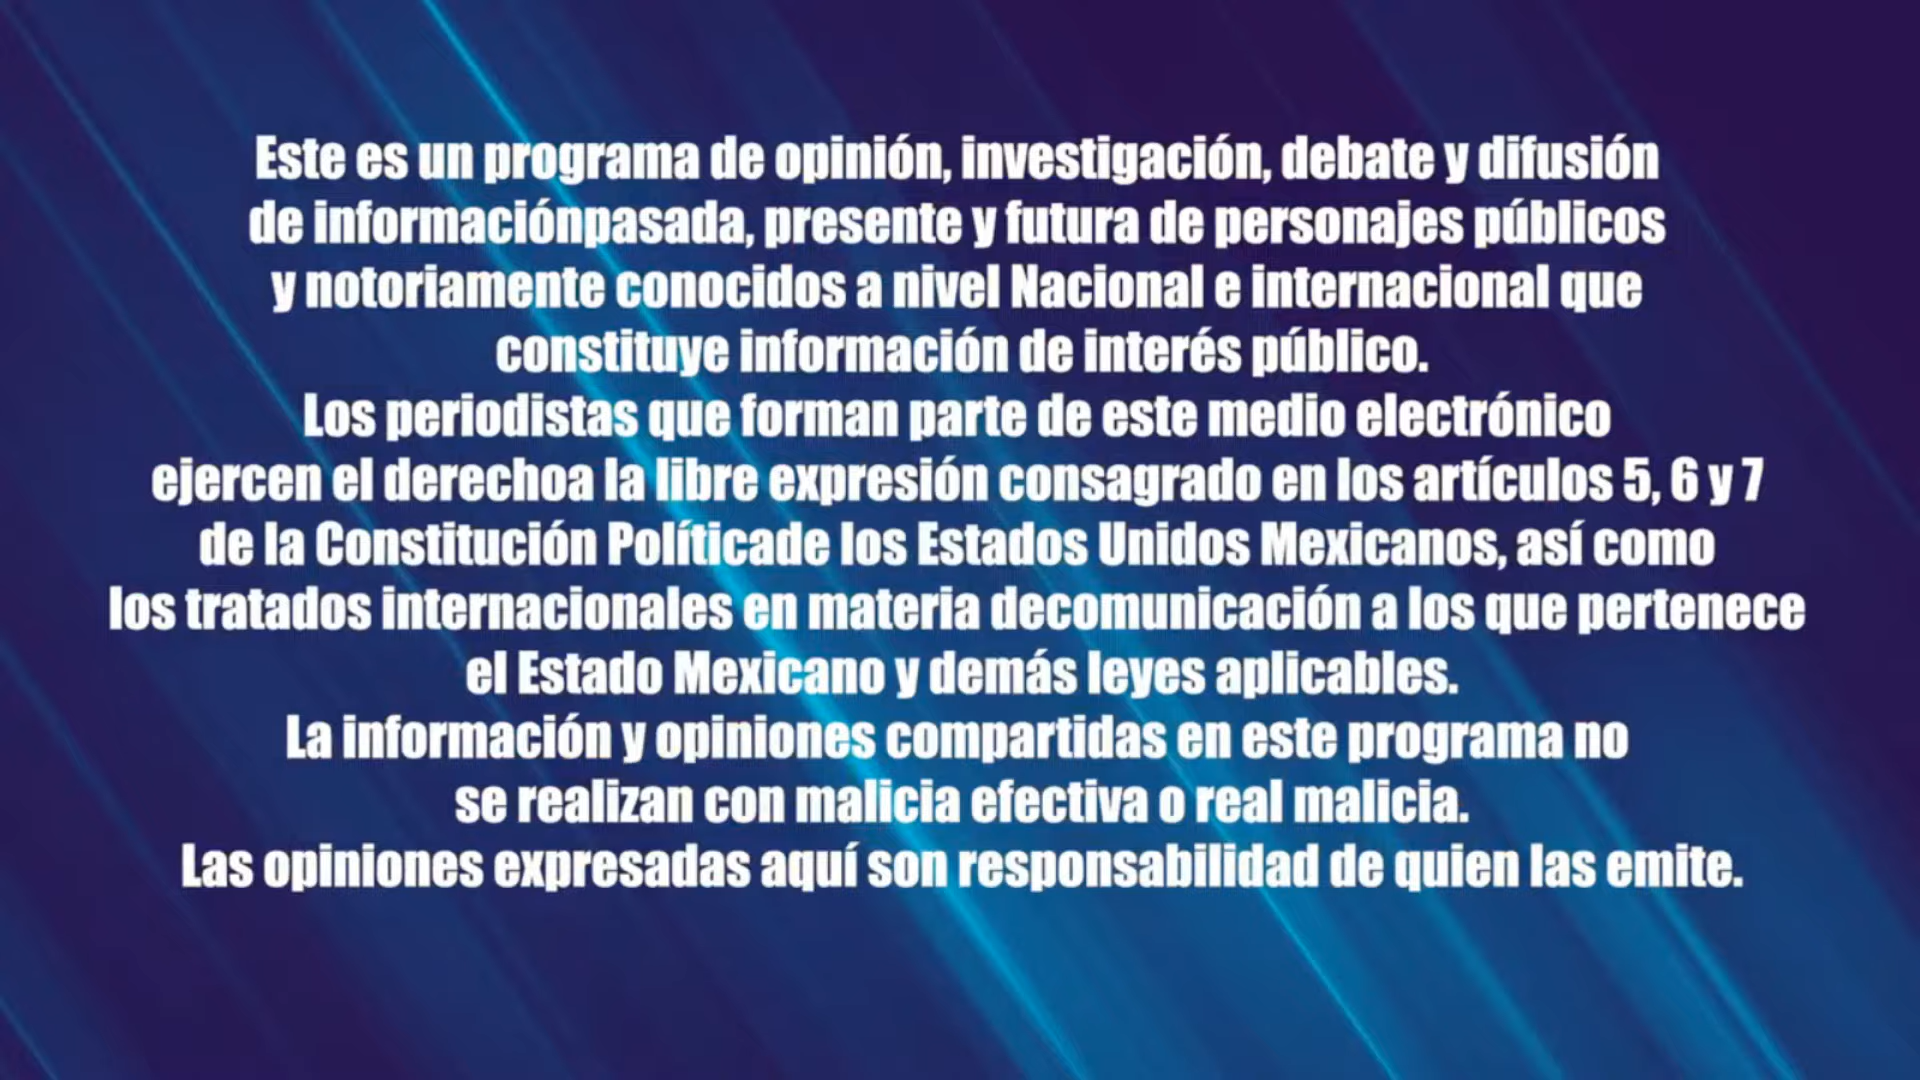 Este es un programa de opinión, investigación, debate y difusión
de informaciónpasada, presente y futura de personajes públicos
y notoriamente conocidos a nivel Nacional e internacional que
constituye información de interés público.
Los periodistas que forman parte de este medio electrónico
ejercen el derechoa la libre expresión consagrado en los artículos 5, 6 y 7
de la Constitución Políticade los Estados Unidos Mexicanos, así como
los tratados internacionales en materia decomunicación a los que pertenece
el Estado Mexicano y demás leyes aplicables.
La información y opiniones compartidas en este programa no
se realizan con malicia efectiva o real malicia.
Las opiniones expresadas aquí son responsabilidad de quien las emite.